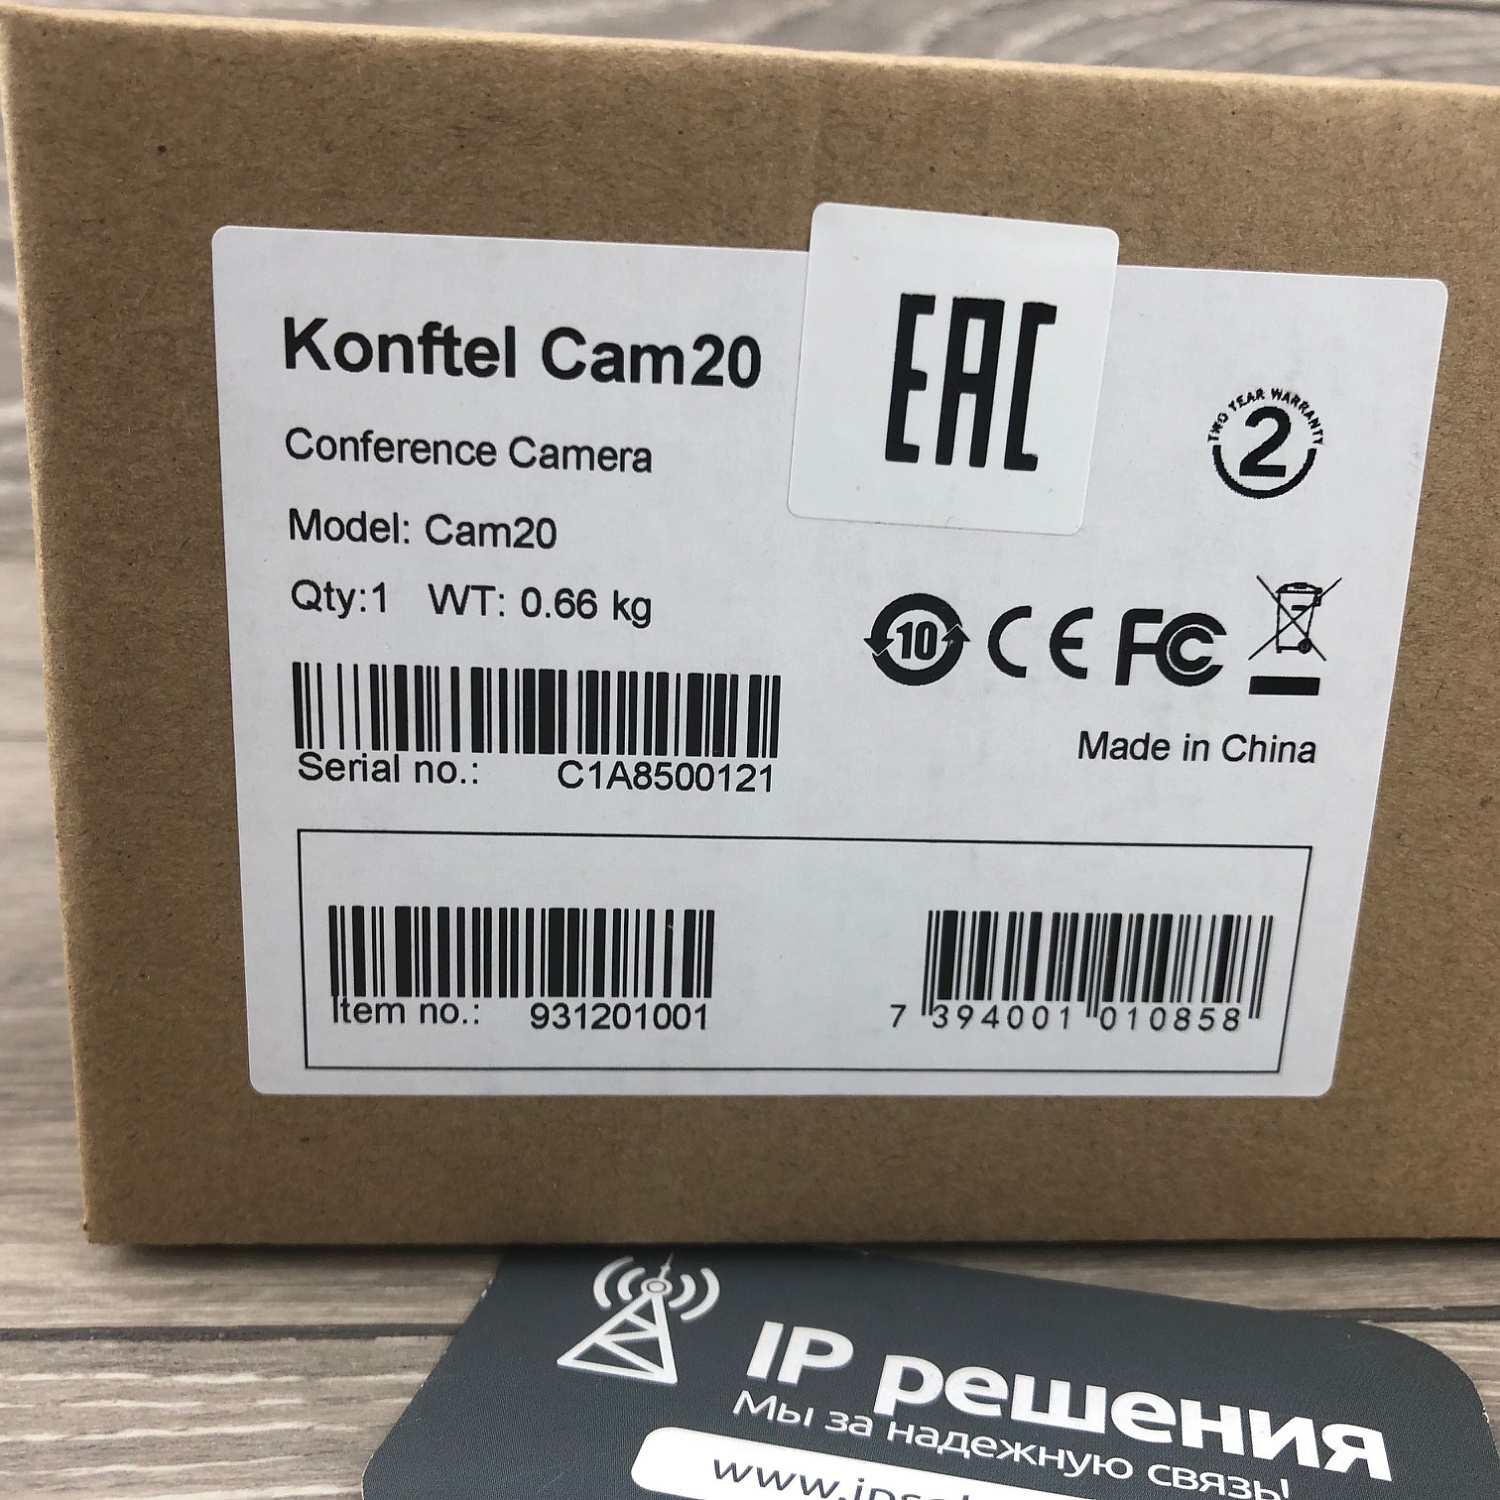 Konftel Cam20
EAC
TWO YEAR WARRANTY
2
Conference Camera
Model: Cam20
Qty:1 WT: 0.66 kg
10 CE FC
Made in China
Serial no.: C1A8500121
Item no.: 931201001
7 394001 010858
IP решения
Мы за надежную связь!